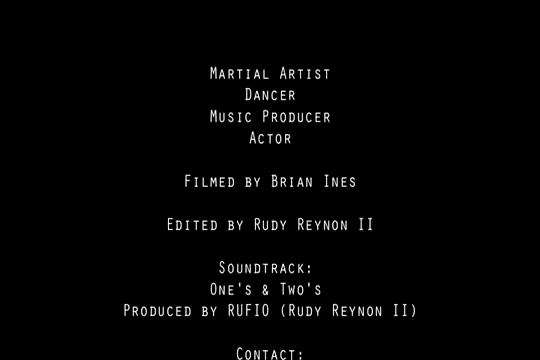 Martial Artist
Dancer
Music Producer
Actor
Filmed by Brian Ines
Edited by Rudy Reynon II
Soundtrack:
One's & Two's
Produced by RUFIO (Rudy Reynon II)
Contact: